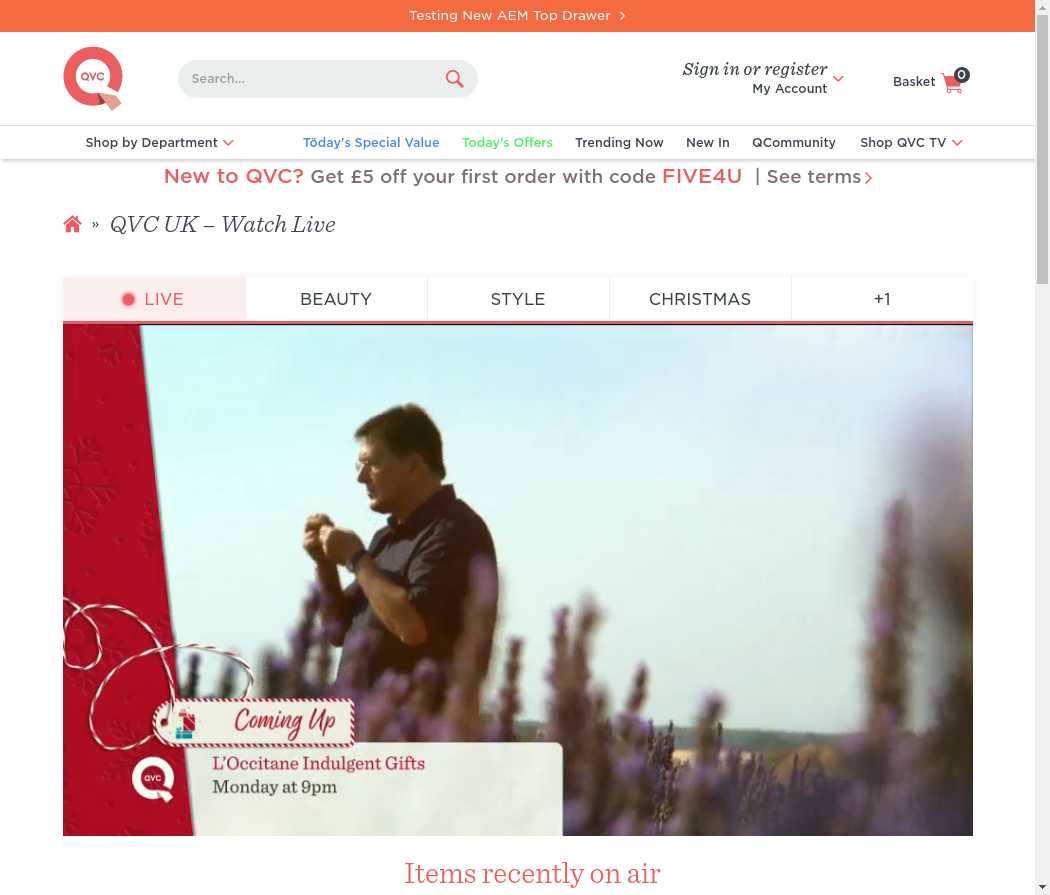 Testing New AEM Top Drawer
QVC
Search...
Sign in or register
My Account
Basket
0
Shop by Department
Töday's Special Value
Today's Offers
Trending Now
New In
QCommunity
Shop QVC TV
New to QVC? Get £5 off your first order with code FIVE4U | See terms
» QVC UK – Watch Live
LIVE
BEAUTY
STYLE
CHRISTMAS
+1
Coming Up
L'Occitane Indulgent Gifts
QVC
Monday at 9pm
Items recently on air